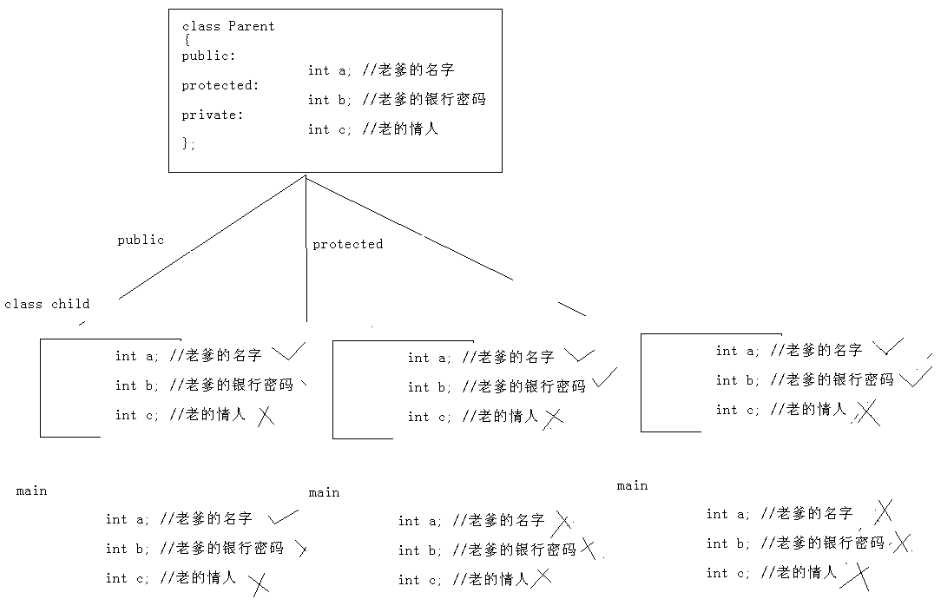 class Parent
{
public:
int a; //老爹的名字
protected:
int b; //老爹的银行密码
private:
int c; //老的情人
};
public
protected
class child
int a; //老爹的名字
int b; //老爹的银行密码
int c; //老的情人
int a; //老爹的名字
int b; //老爹的银行密码
int c; //老的情人
int a; //老爹的名字
int b; //老爹的银行密码
int c; //老的情人
main
int a; //老爹的名字
int b; //老爹的银行密码
int c; //老的情人
main
int a; //老爹的名字
int b; //老爹的银行密码
int c; //老的情人
main
int a; //老爹的名字
int b; //老爹的银行密码
int c; //老的情人